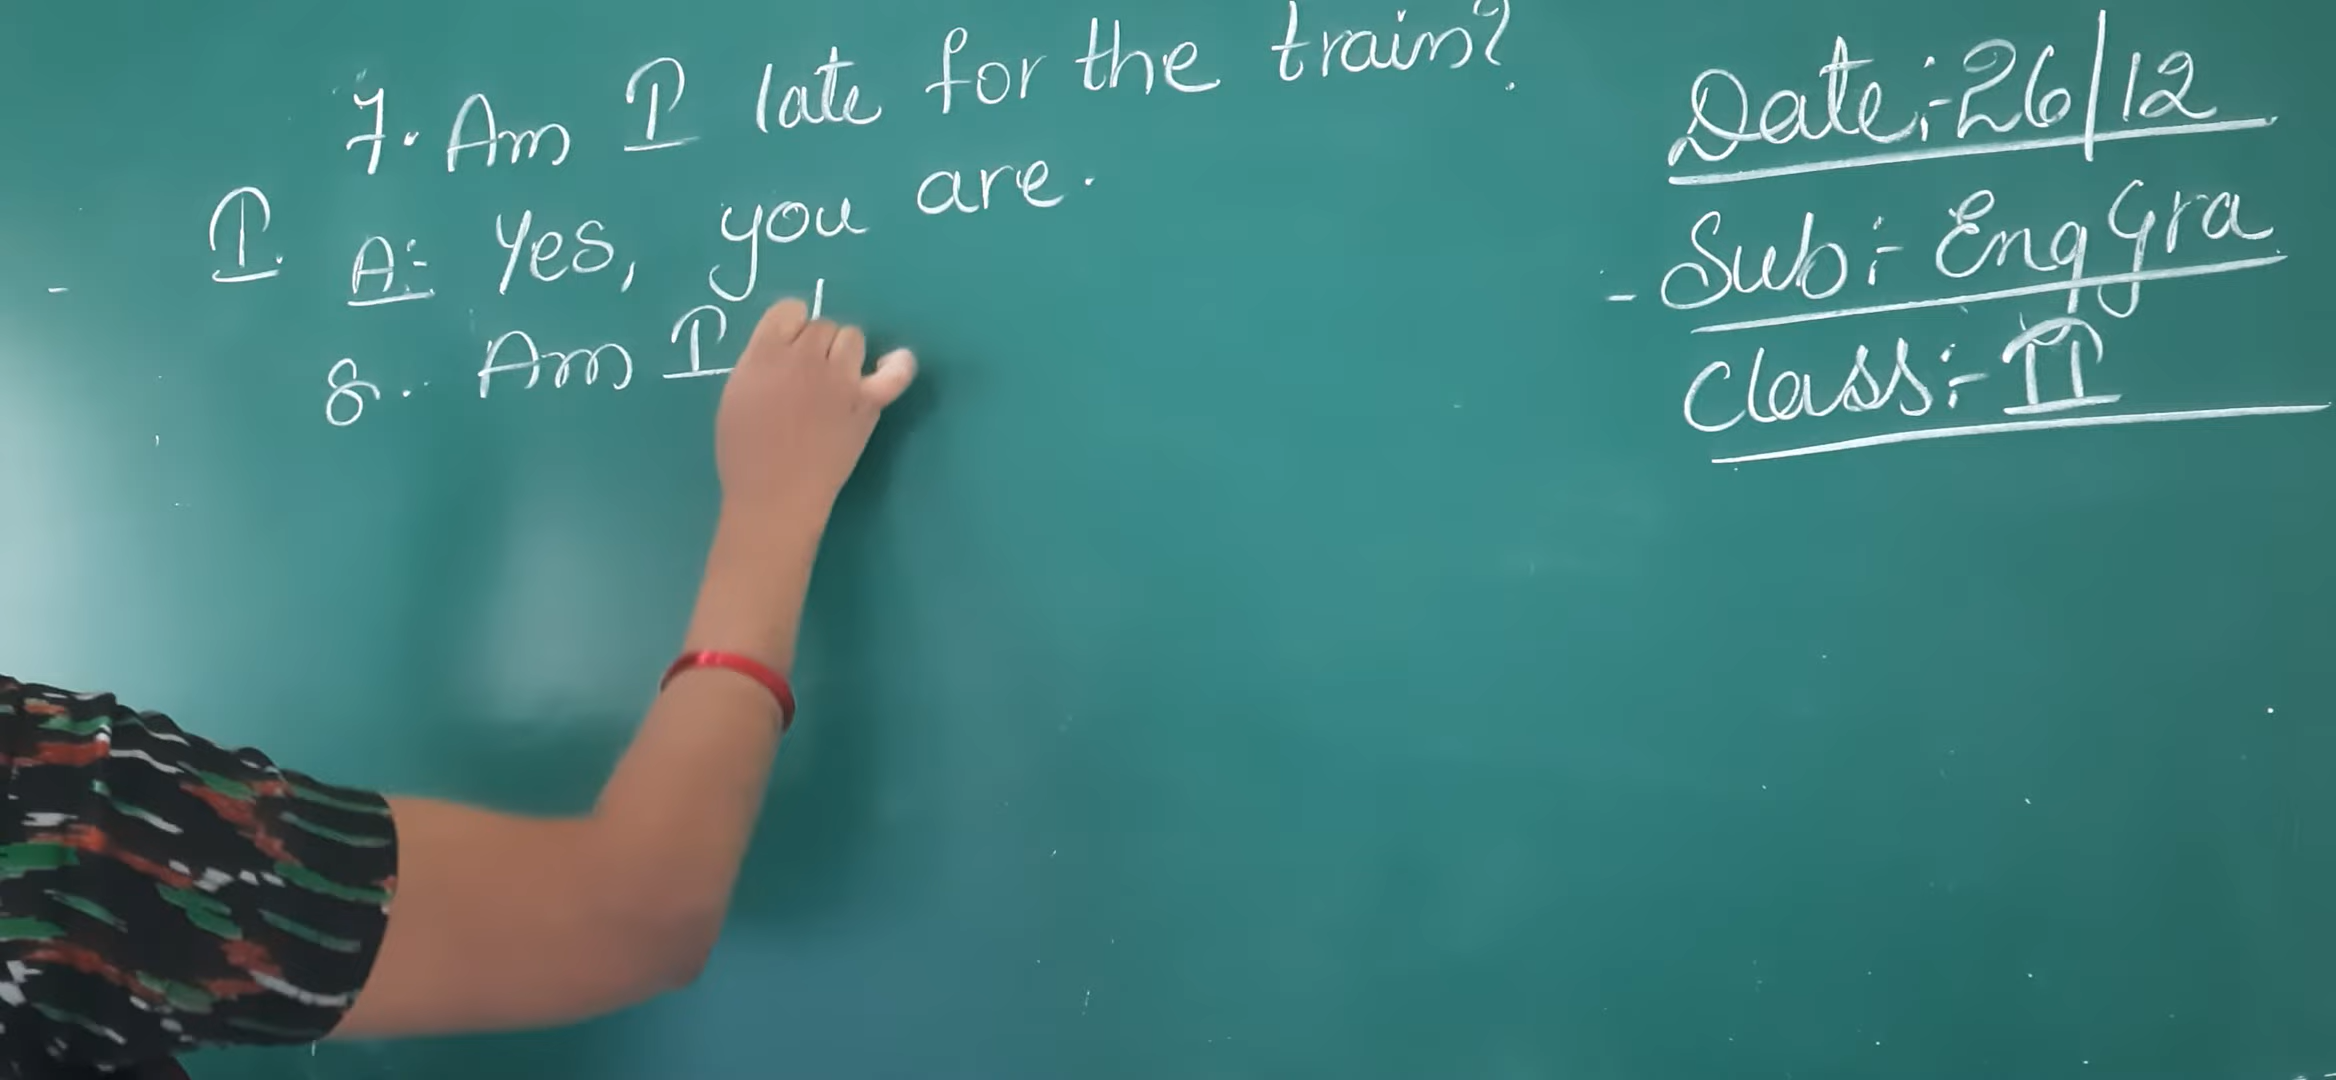 7. Am I late for the train?
I. A:- Yes, you are.
8. Am I
Date:-26/12
Sub:- Eng Gra
Class:- II